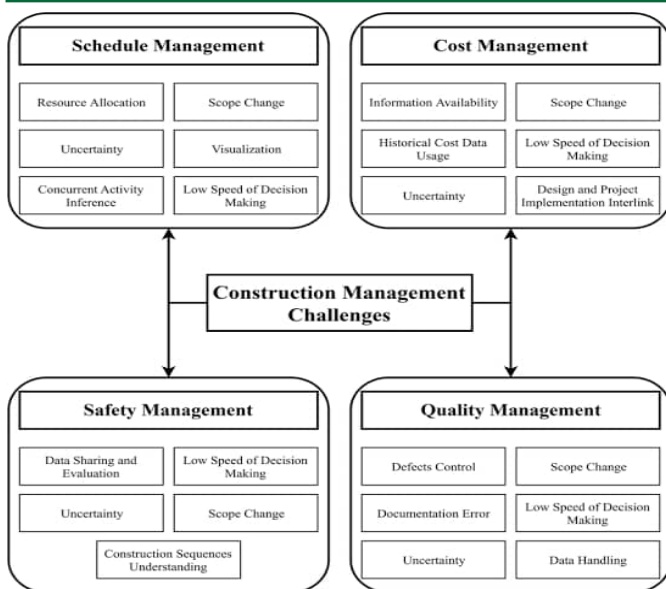 Schedule Management
Resource Allocation
Scope Change
Uncertainty
Visualization
Concurrent Activity
Inference
Low Speed of Decision
Making
Cost Management
Information Availability
Scope Change
Historical Cost Data
Usage
Low Speed of Decision
Making
Uncertainty
Design and Project
Implementation Interlink
Construction Management
Challenges
Safety Management
Data Sharing and
Evaluation
Low Speed of Decision
Making
Uncertainty
Scope Change
Construction Sequences
Understanding
Quality Management
Defects Control
Scope Change
Documentation Error
Low Speed of Decision
Making
Uncertainty
Data Handling